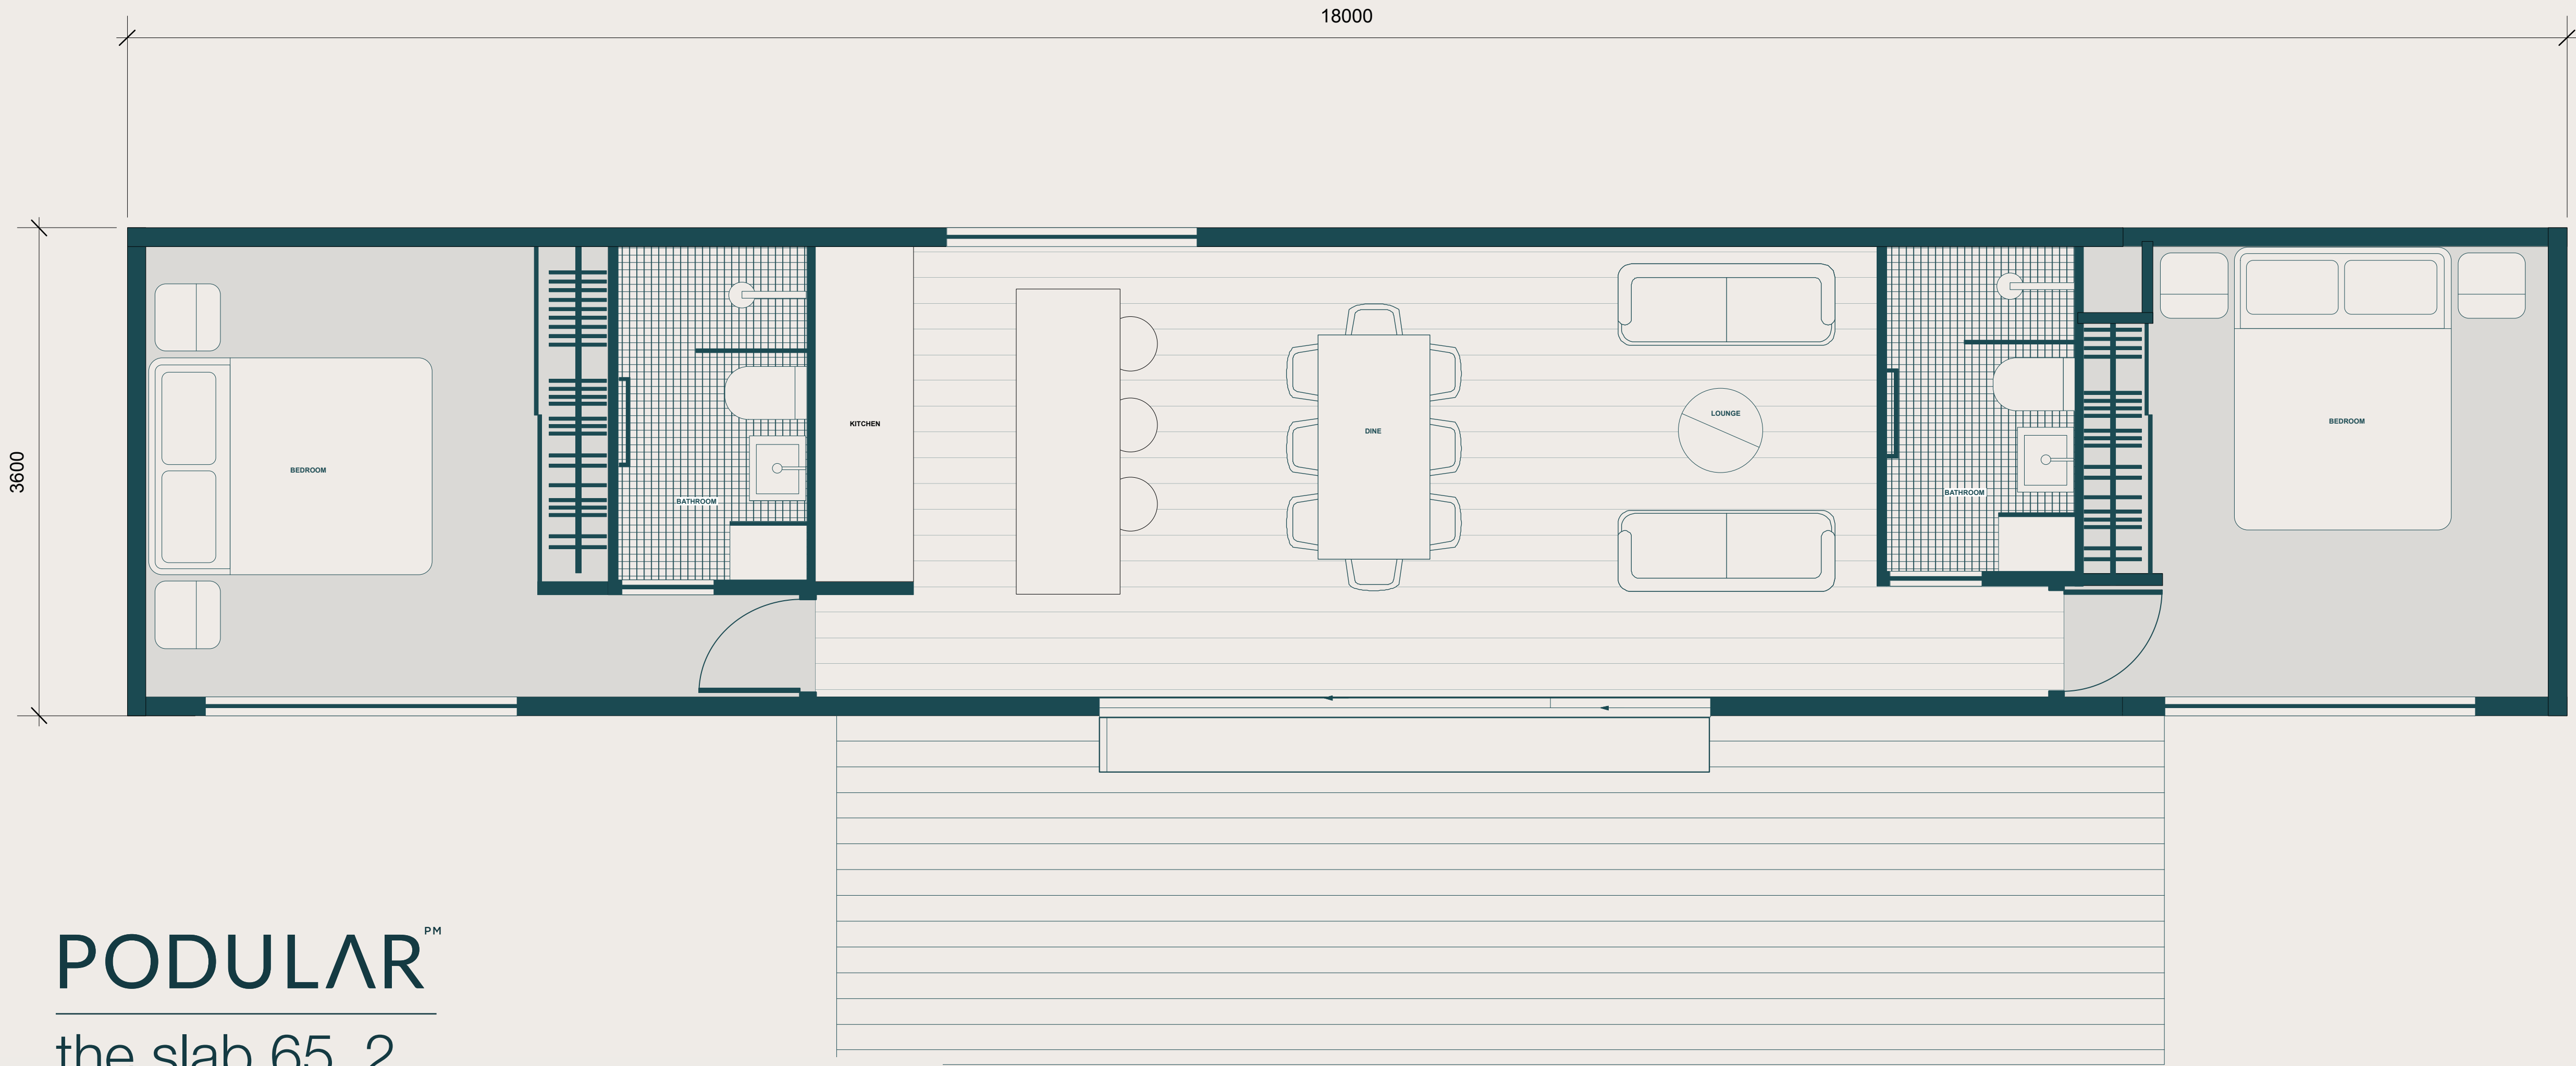 18000
3600
KITCHEN
LOUNGE
BEDROOM
DINE
BEDROOM
BATHROOM
BATHROOM
PODULAR PM
the slab 65_2